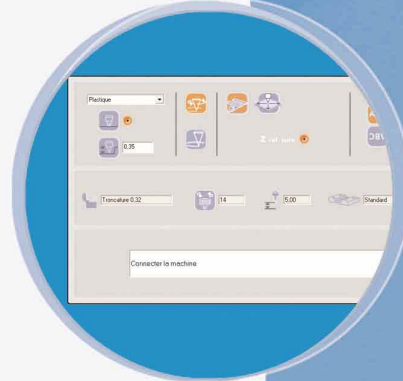 Plastique
Z ref auto
0.35
Troncature 0.32
14
5.00
Standard
Connecter la machine